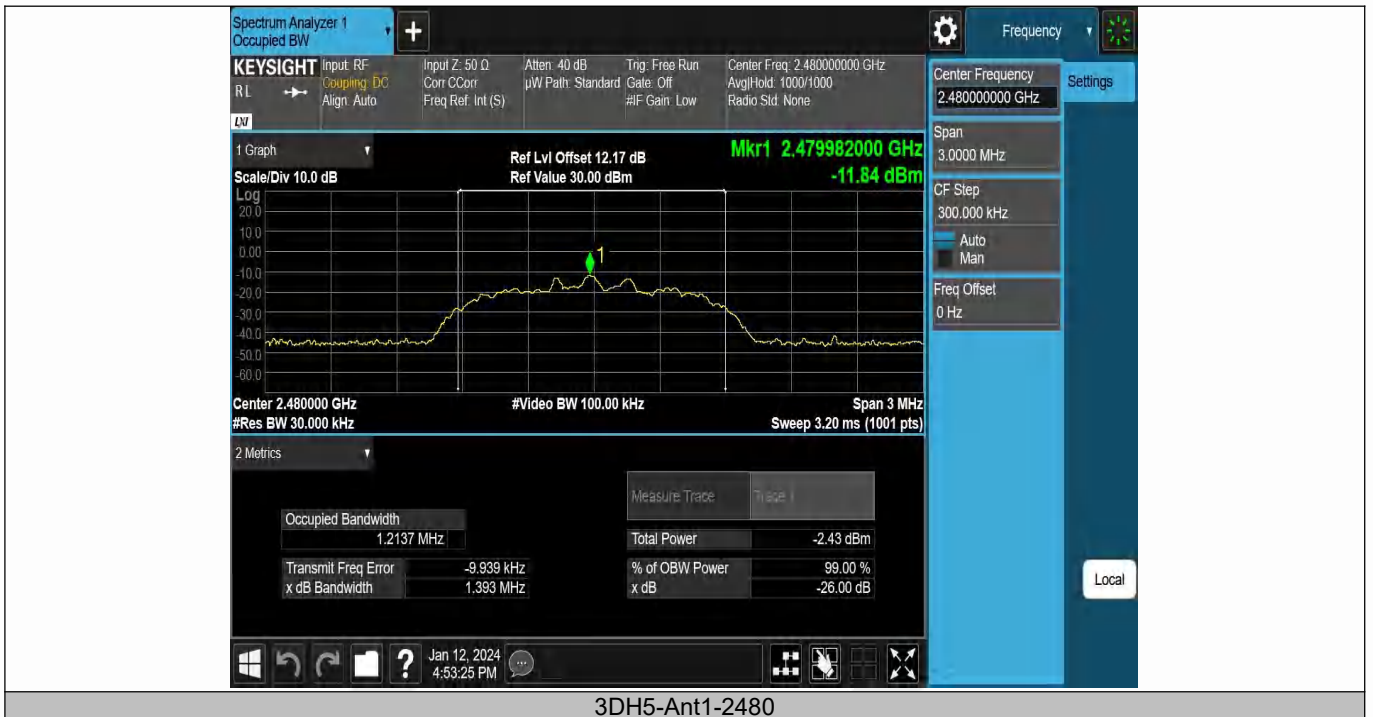 Spectrum Analyzer 1
Occupied BW
Frequency
KEYSIGHT
R L
LXI
Input: RF
Coupling: DC
Align: Auto
Input Z: 50 Ω
Corr CCorr
Freq Ref: Int (S)
Atten: 40 dB
µW Path: Standard
Trig: Free Run
Gate: Off
#IF Gain: Low
Center Freq: 2.480000000 GHz
Avg|Hold: 1000/1000
Radio Std: None
Center Frequency
2.480000000 GHz
Settings
Span
3.0000 MHz
CF Step
300.000 kHz
Auto
Man
Freq Offset
0 Hz
1 Graph
Scale/Div 10.0 dB
Ref Lvl Offset 12.17 dB
Ref Value 30.00 dBm
Mkr1 2.479982000 GHz
-11.84 dBm
Log
20.0
10.0
0.00
-10.0
-20.0
-30.0
-40.0
-50.0
-60.0
1
Center 2.480000 GHz
#Video BW 100.00 kHz
Span 3 MHz
#Res BW 30.000 kHz
Sweep 3.20 ms (1001 pts)
2 Metrics
Measure Trace
Trace 1
Occupied Bandwidth
1.2137 MHz
Total Power
-2.43 dBm
Transmit Freq Error
-9.939 kHz
% of OBW Power
99.00 %
x dB Bandwidth
1.393 MHz
x dB
-26.00 dB
Local
Jan 12, 2024
4:53:25 PM
3DH5-Ant1-2480